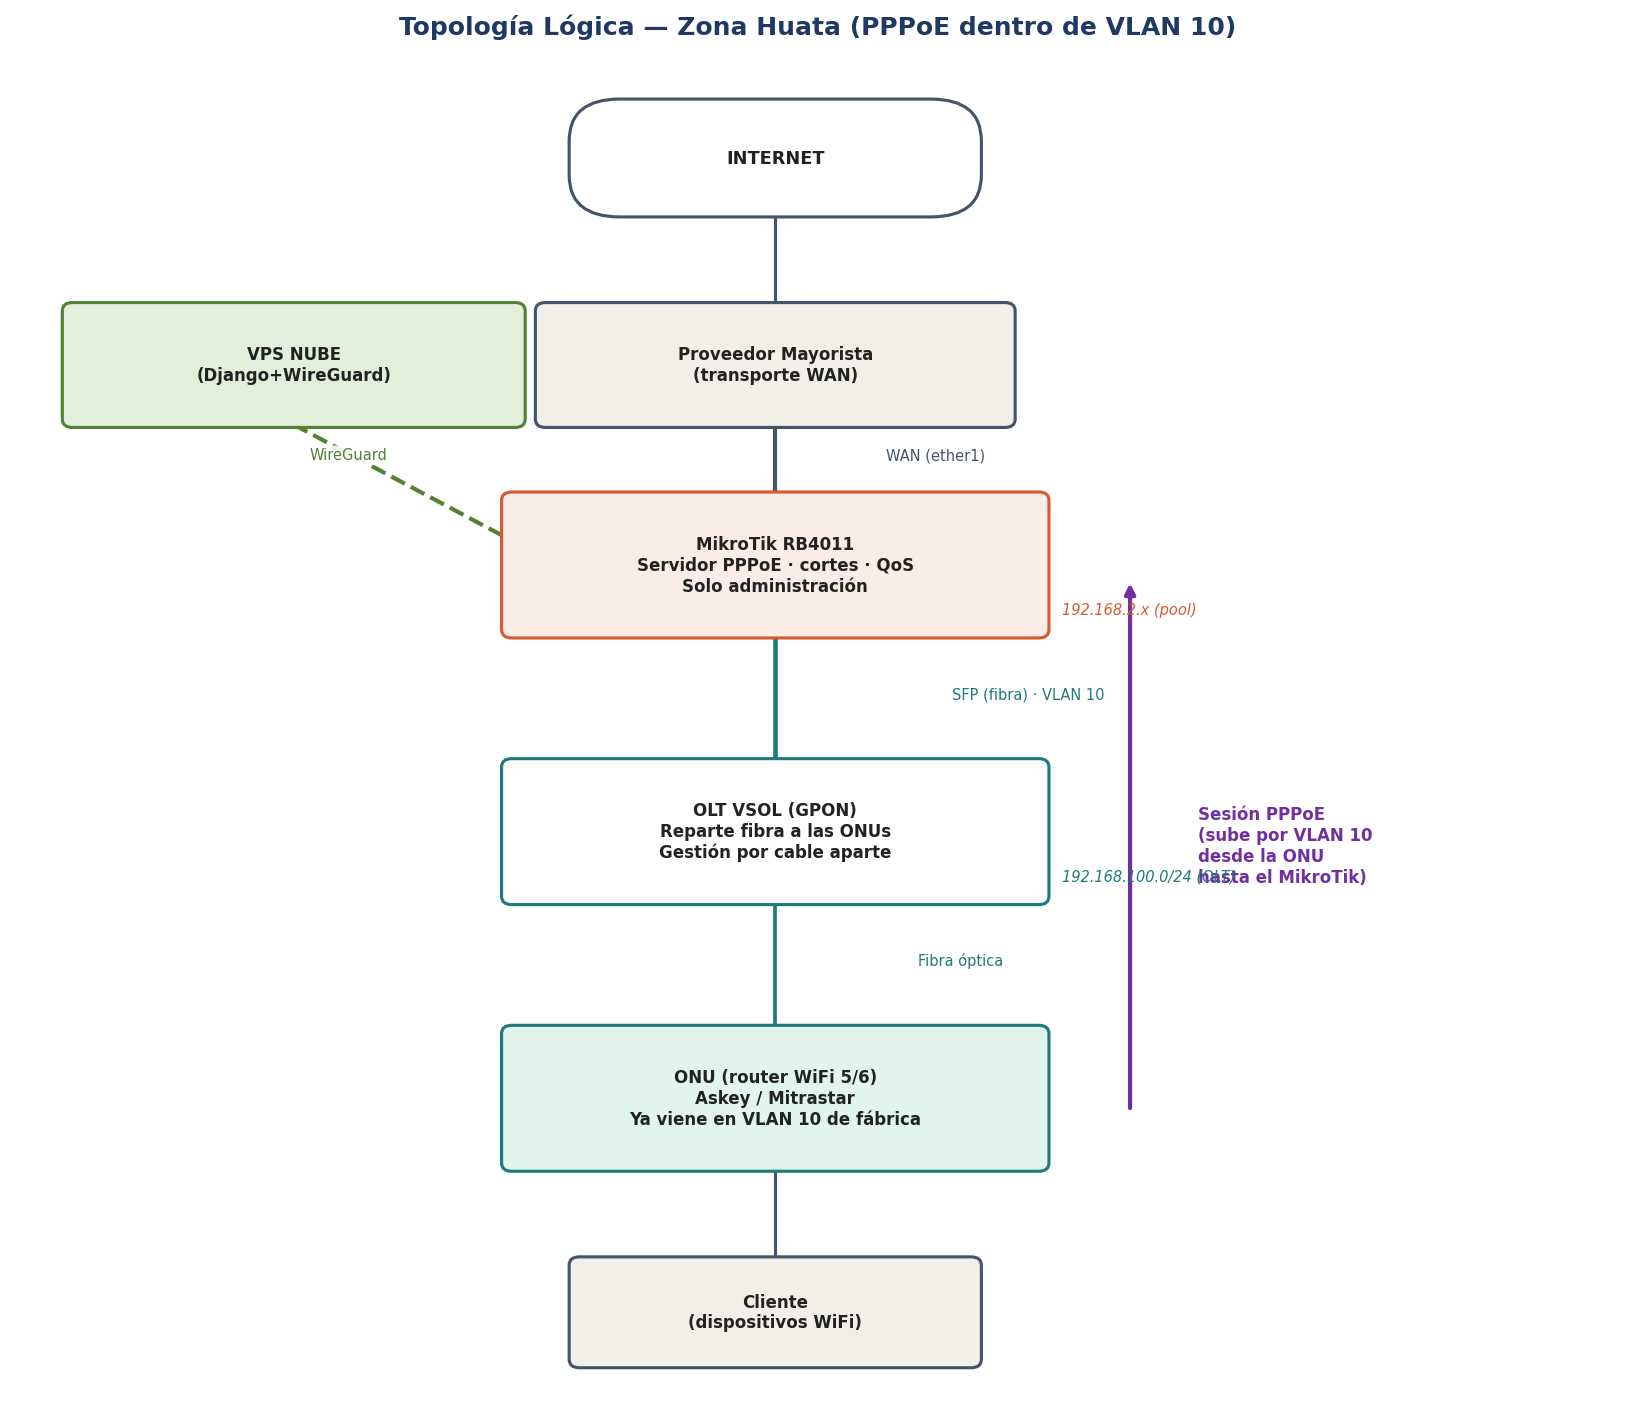 Topología Lógica — Zona Huata (PPPoE dentro de VLAN 10)
INTERNET
VPS NUBE
(Django+WireGuard)
Proveedor Mayorista
(transporte WAN)
WireGuard
WAN (ether1)
MikroTik RB4011
Servidor PPPoE · cortes · QoS
Solo administración
192.168.2.x (pool)
SFP (fibra) · VLAN 10
OLT VSOL (GPON)
Reparte fibra a las ONUs
Gestión por cable aparte
192.168.100.0/24 (OLT)
Sesión PPPoE
(sube por VLAN 10
desde la ONU
hasta el MikroTik)
Fibra óptica
ONU (router WiFi 5/6)
Askey / Mitrastar
Ya viene en VLAN 10 de fábrica
Cliente
(dispositivos WiFi)